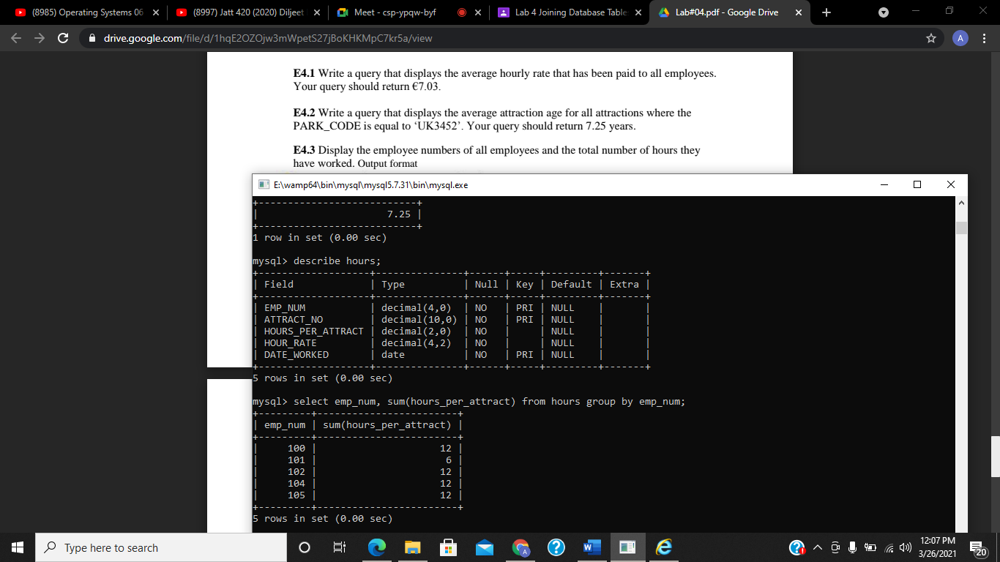 (8985) Operating Systems 06
(8997) Jatt 420 (2020) Diljeet
Meet - csp-ypqw-byf
Lab 4 Joining Database Table
Lab#04.pdf - Google Drive
drive.google.com/file/d/1hqE2OZOjw3mWpetS27jBoKHKMpC7kr5a/view
A
E4.1 Write a query that displays the average hourly rate that has been paid to all employees.
Your query should return €7.03.
E4.2 Write a query that displays the average attraction age for all attractions where the
PARK_CODE is equal to ‘UK3452’. Your query should return 7.25 years.
E4.3 Display the employee numbers of all employees and the total number of hours they
have worked. Output format
E:\wamp64\bin\mysql\mysql5.7.31\bin\mysql.exe
+---------------------------+
| 7.25 |
+---------------------------+
1 row in set (0.00 sec)
mysql> describe hours;
+-------------------+---------------+------+-----+---------+-------+
| Field | Type | Null | Key | Default | Extra |
+-------------------+---------------+------+-----+---------+-------+
| EMP_NUM | decimal(4,0) | NO | PRI | NULL | |
| ATTRACT_NO | decimal(10,0) | NO | PRI | NULL | |
| HOURS_PER_ATTRACT | decimal(2,0) | NO | | NULL | |
| HOUR_RATE | decimal(4,2) | NO | | NULL | |
| DATE_WORKED | date | NO | PRI | NULL | |
+-------------------+---------------+------+-----+---------+-------+
5 rows in set (0.00 sec)
mysql> select emp_num, sum(hours_per_attract) from hours group by emp_num;
+---------+------------------------+
| emp_num | sum(hours_per_attract) |
+---------+------------------------+
| 100 | 12 |
| 101 | 6 |
| 102 | 12 |
| 104 | 12 |
| 105 | 12 |
+---------+------------------------+
5 rows in set (0.00 sec)
Type here to search
12:07 PM
3/26/2021
20